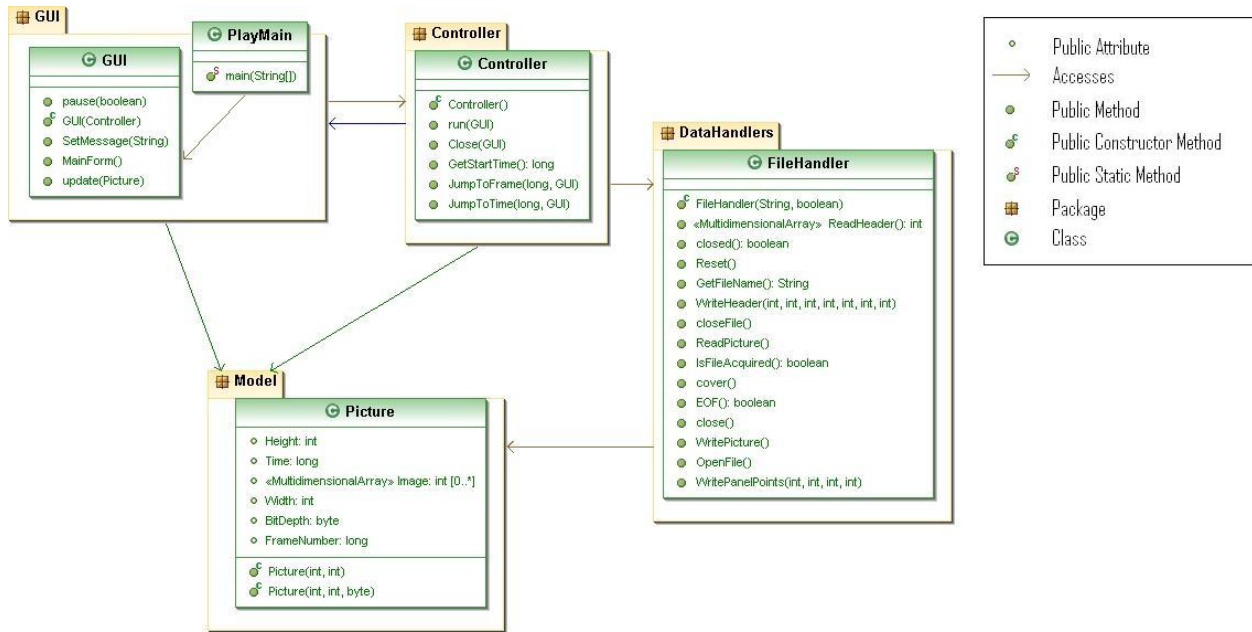 GUI
PlayMain
main(String[])
GUI
pause(boolean)
GUI(Controller)
SetMessage(String)
MainForm()
update(Picture)
Controller
Controller
Controller()
run(GUI)
Close(GUI)
GetStartTime(): long
JumpToFrame(long, GUI)
JumpToTime(long, GUI)
DataHandlers
FileHandler
FileHandler(String, boolean)
«MultidimensionalArray» ReadHeader(): int
closed(): boolean
Reset()
GetFileName(): String
WriteHeader(int, int, int, int, int, int, int)
closeFile()
ReadPicture()
IsFileAcquired(): boolean
cover()
EOF(): boolean
close()
WritePicture()
OpenFile()
WritePanelPoints(int, int, int, int)
Model
Picture
Height: int
Time: long
«MultidimensionalArray» Image: int [0..*]
Width: int
BitDepth: byte
FrameNumber: long
Picture(int, int)
Picture(int, int, byte)
Public Attribute
Accesses
Public Method
Public Constructor Method
Public Static Method
Package
Class